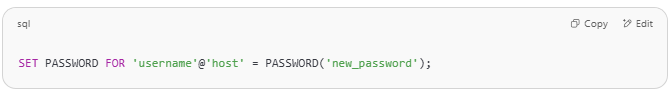 sql
Copy
Edit
SET PASSWORD FOR 'username'@'host' = PASSWORD('new_password');